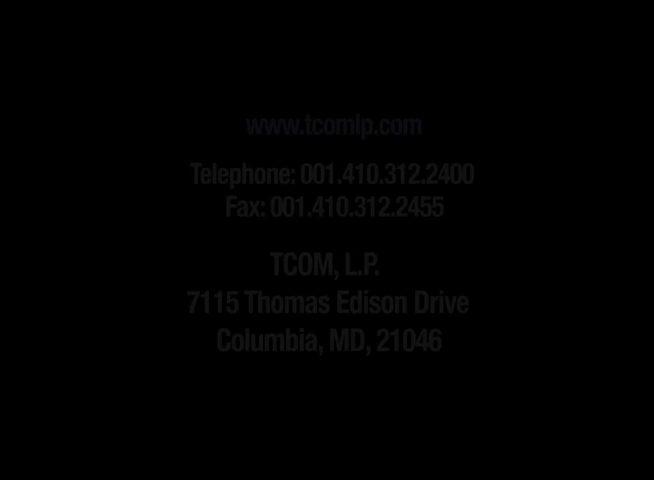 www.tcomlp.com
Telephone: 001.410.312.2400
Fax: 001.410.312.2455
TCOM, L.P.
7115 Thomas Edison Drive
Columbia, MD, 21046